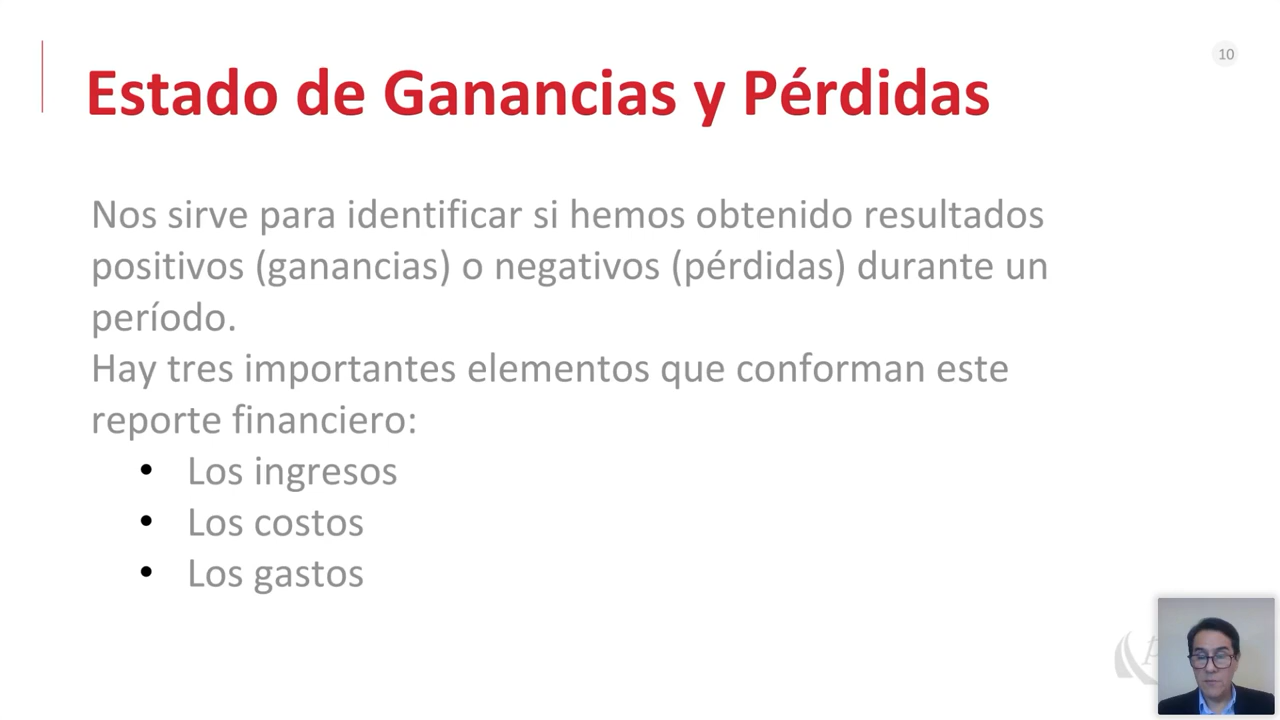 10
Estado de Ganancias y Pérdidas
Nos sirve para identificar si hemos obtenido resultados
positivos (ganancias) o negativos (pérdidas) durante un
período.
Hay tres importantes elementos que conforman este
reporte financiero:
• Los ingresos
• Los costos
• Los gastos